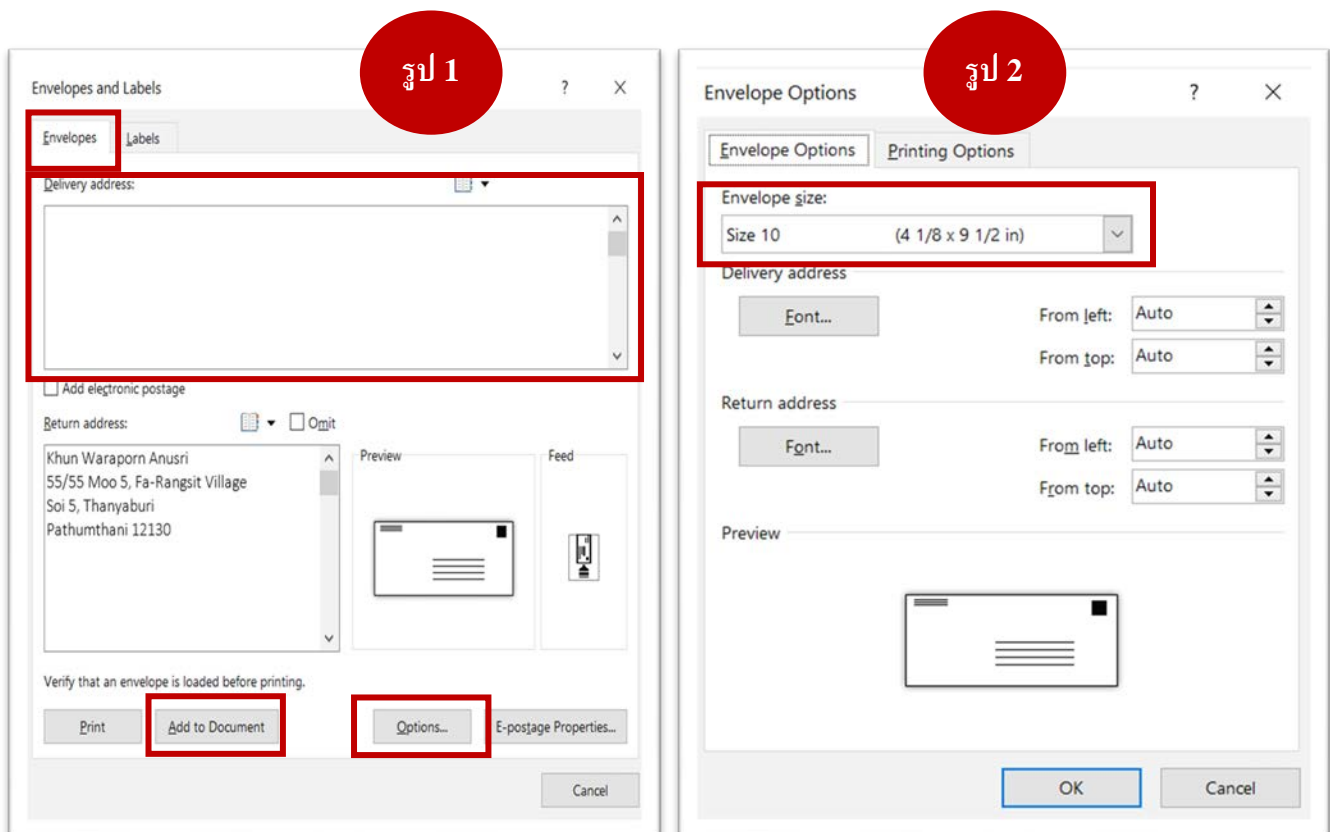 รูป 1
Envelopes and Labels
?
Envelopes
Labels
Delivery address:
Add electronic postage
Return address:
Omit
Khun Waraporn Anusri
55/55 Moo 5, Fa-Rangsit Village
Soi 5, Thanyaburi
Pathumthani 12130
Preview
Feed
Verify that an envelope is loaded before printing.
Print
Add to Document
Options...
E-postage Properties...
Cancel
รูป 2
Envelope Options
?
Envelope Options
Printing Options
Envelope size:
Size 10 (4 1/8 x 9 1/2 in)
Delivery address
Font...
From left: Auto
From top: Auto
Return address
Font...
From left: Auto
From top: Auto
Preview
OK
Cancel